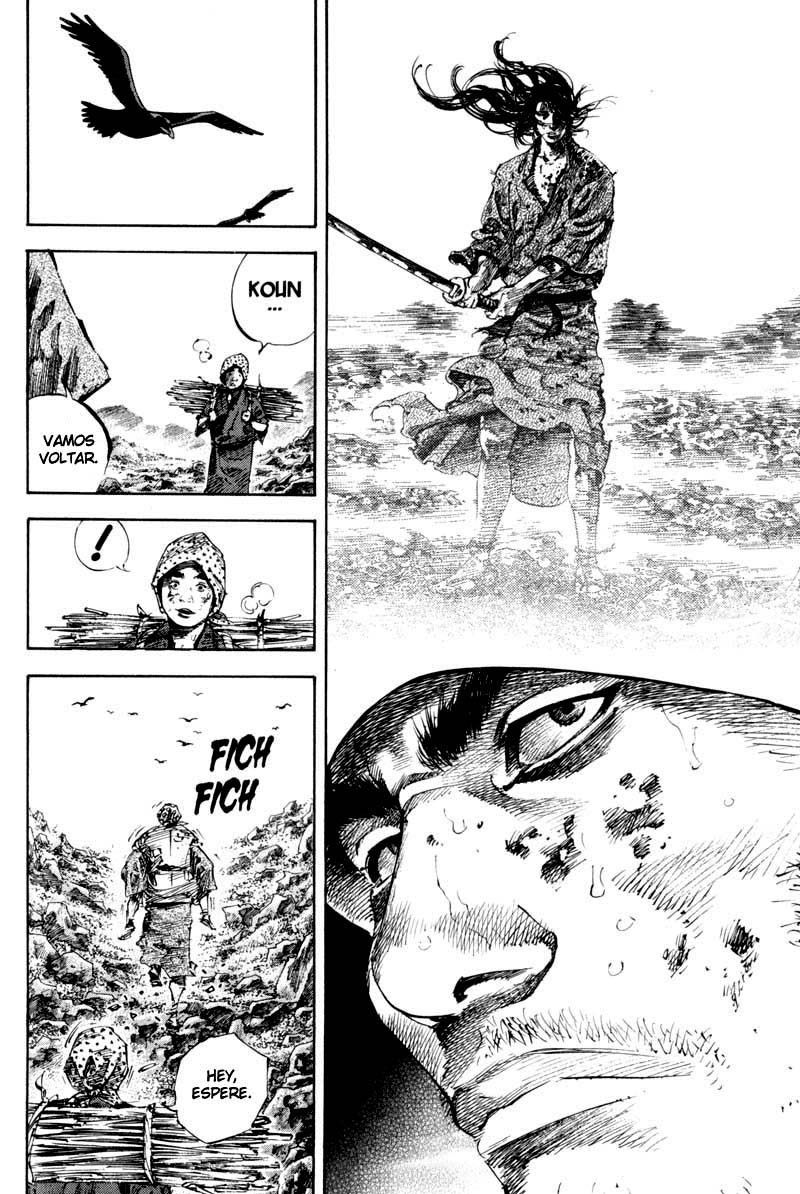 KOUN
...
VAMOS
VOLTAR.
!
FICH
FICH
HEY,
ESPERE.